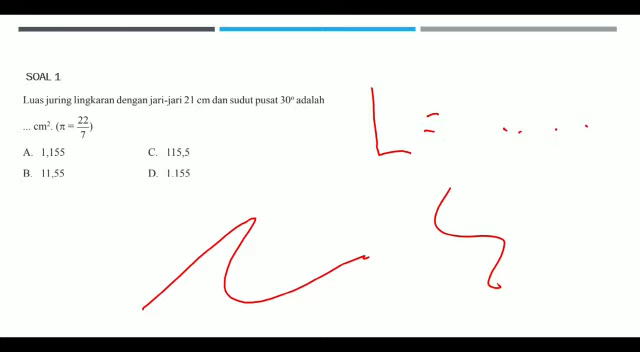 SOAL 1
Luas juring lingkaran dengan jari-jari 21 cm dan sudut pusat 30° adalah
... cm². (π = 22/7)
A. 1,155
C. 115,5
B. 11,55
D. 1.155
L = .. . .